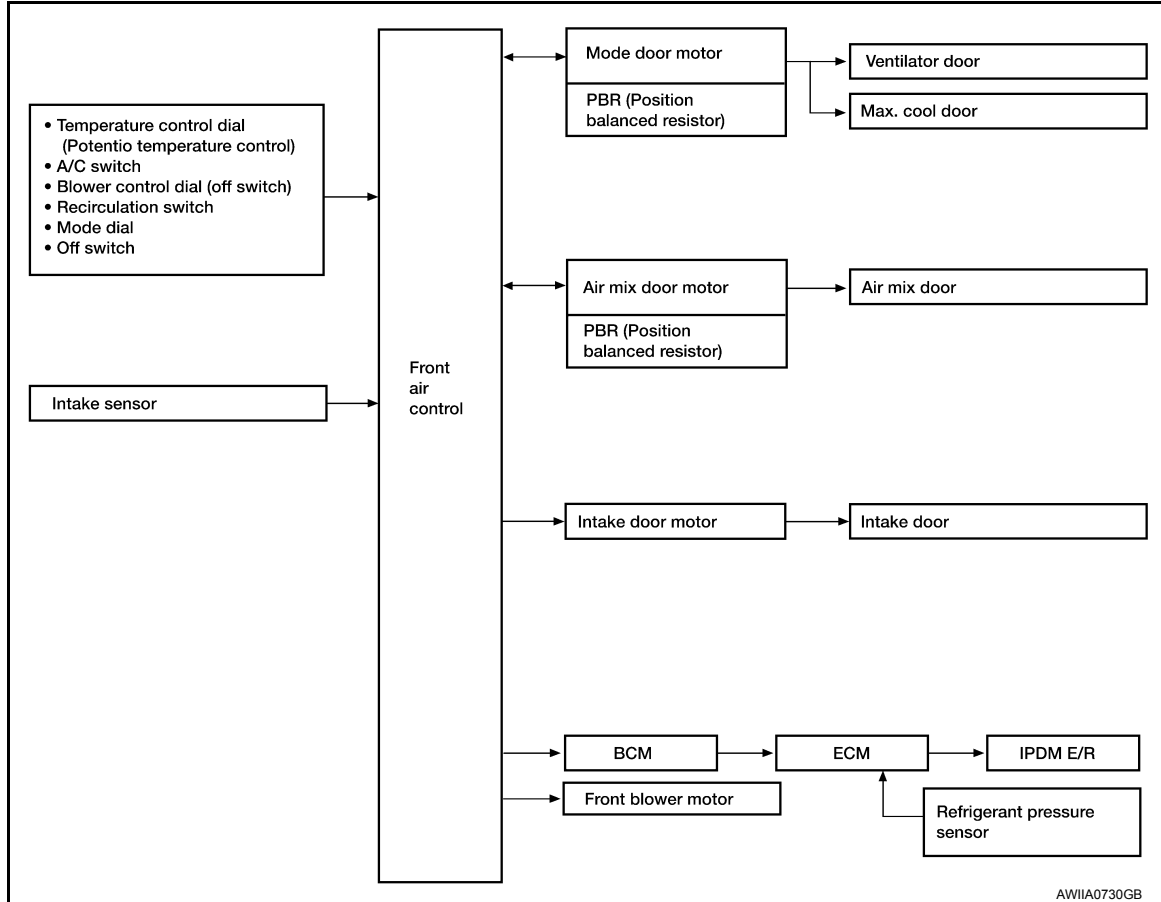 • Temperature control dial
(Potentio temperature control)
• A/C switch
• Blower control dial (off switch)
• Recirculation switch
• Mode dial
• Off switch
Intake sensor
Front
air
control
Mode door motor
PBR (Position
balanced resistor)
Ventilator door
Max. cool door
Air mix door motor
PBR (Position
balanced resistor)
Air mix door
Intake door motor
Intake door
BCM
ECM
IPDM E/R
Front blower motor
Refrigerant pressure
sensor
AWIIA0730GB